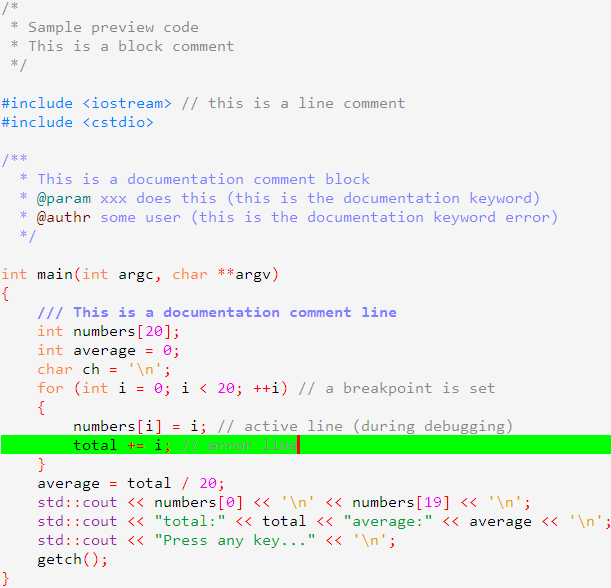 /*
 * Sample preview code
 * This is a block comment
 */

#include <iostream> // this is a line comment
#include <cstdio>

/**
  * This is a documentation comment block
  * @param xxx does this (this is the documentation keyword)
  * @authr some user (this is the documentation keyword error)
  */

int main(int argc, char **argv)
{
    /// This is a documentation comment line
    int numbers[20];
    int average = 0;
    char ch = '\n';
    for (int i = 0; i < 20; ++i) // a breakpoint is set
    {
        numbers[i] = i; // active line (during debugging)
        total += i; // error line
    }
    average = total / 20;
    std::cout << numbers[0] << '\n' << numbers[19] << '\n';
    std::cout << "total:" << total << "average:" << average << '\n';
    std::cout << "Press any key..." << '\n';
    getch();
}